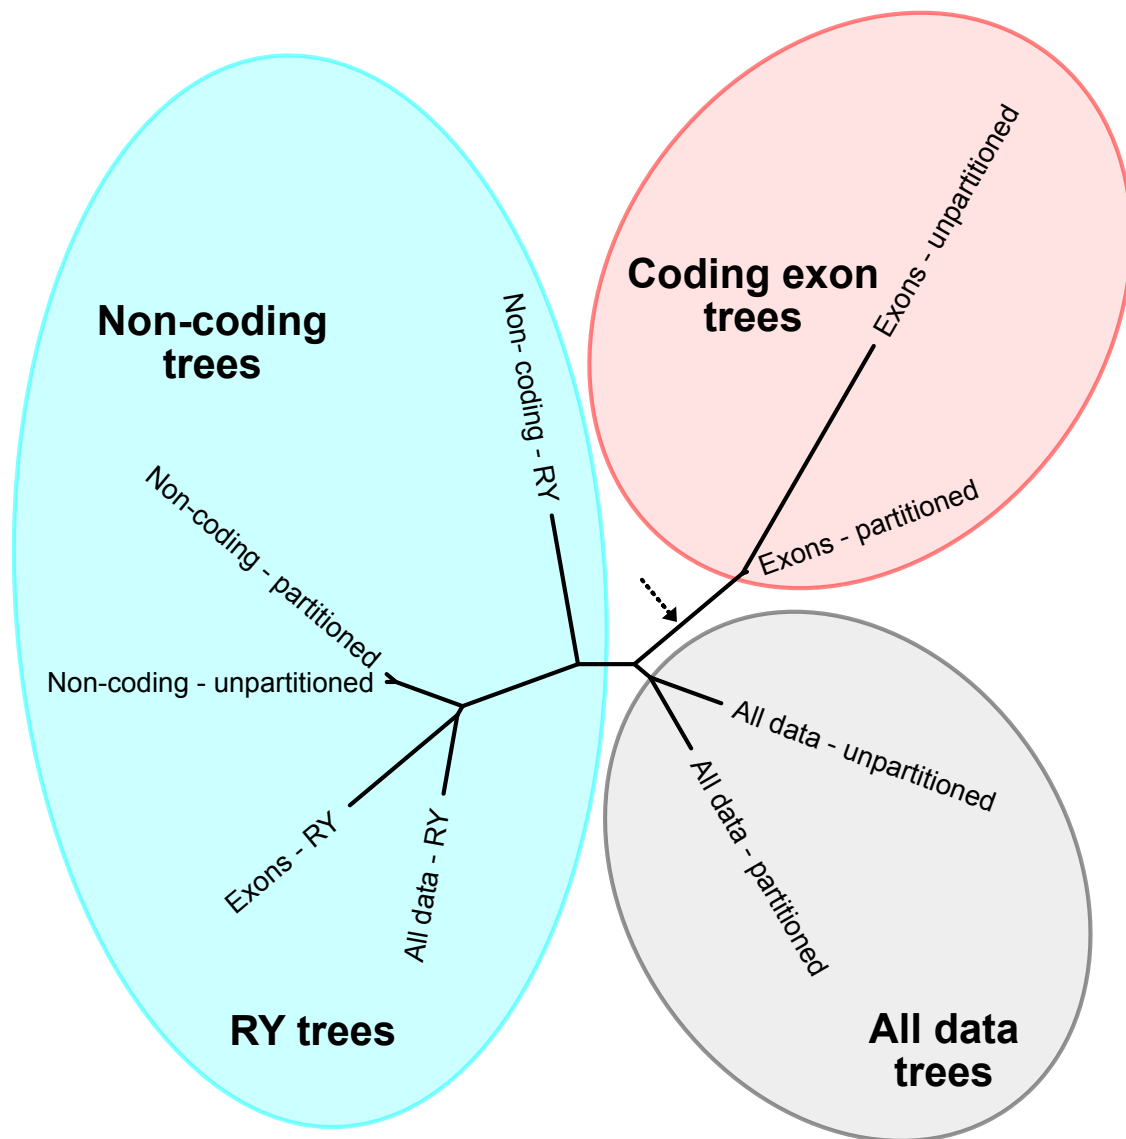 Non-coding
trees
Non- coding - RY
Non-coding - partitioned
Non-coding - unpartitioned
Exons - RY
All data - RY
RY trees
Coding exon
trees
Exons - unpartitioned
Exons - partitioned
All data - unpartitioned
All data - partitioned
All data
trees